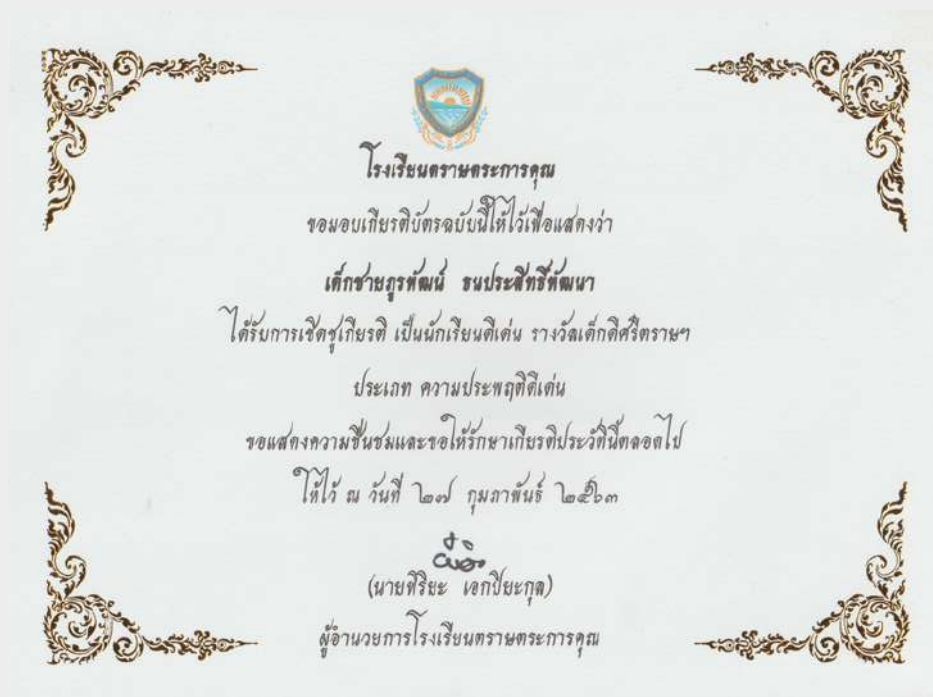 โรงเรียนตราษตระการคุณ
ขอมอบเกียรติบัตรฉบับนี้ให้ไว้เพื่อแสดงว่า
เด็กชายภูรพัฒน์ ธนประสิทธิ์พัฒนา
ได้รับการเชิดชูเกียรติ เป็นนักเรียนดีเด่น รางวัลเด็กดีศรีตราษฯ
ประเภท ความประพฤติดีเด่น
ขอแสดงความชื่นชมและขอให้รักษาเกียรติประวัตินี้ตลอดไป
ให้ไว้ ณ วันที่ ๒๗ กุมภาพันธ์ ๒๕๖๓
(นายพิริยะ เอกปิยะกุล)
ผู้อำนวยการโรงเรียนตราษตระการคุณ